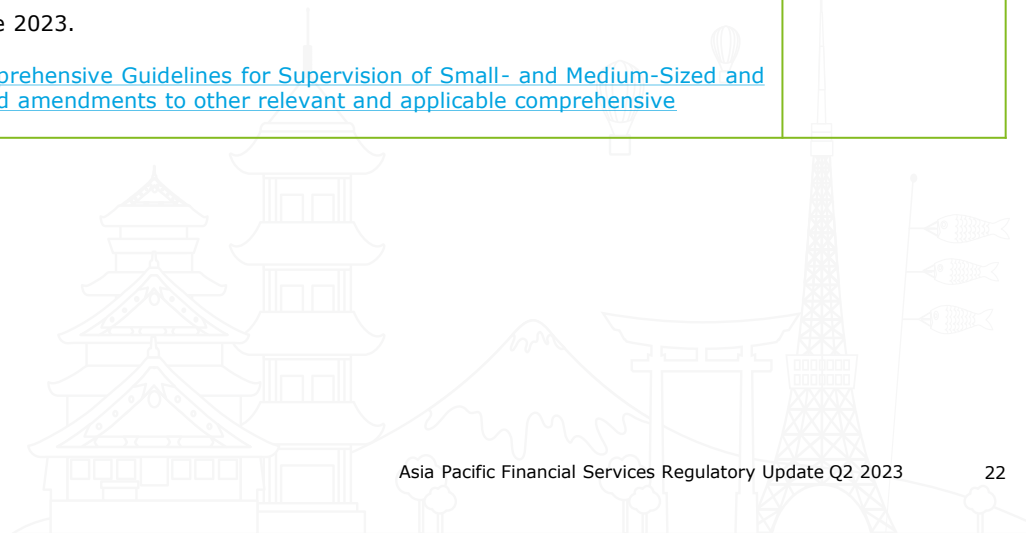 e 2023.
prehensive Guidelines for Supervision of Small- and Medium-Sized and
d amendments to other relevant and applicable comprehensive
Asia Pacific Financial Services Regulatory Update Q2 2023 22